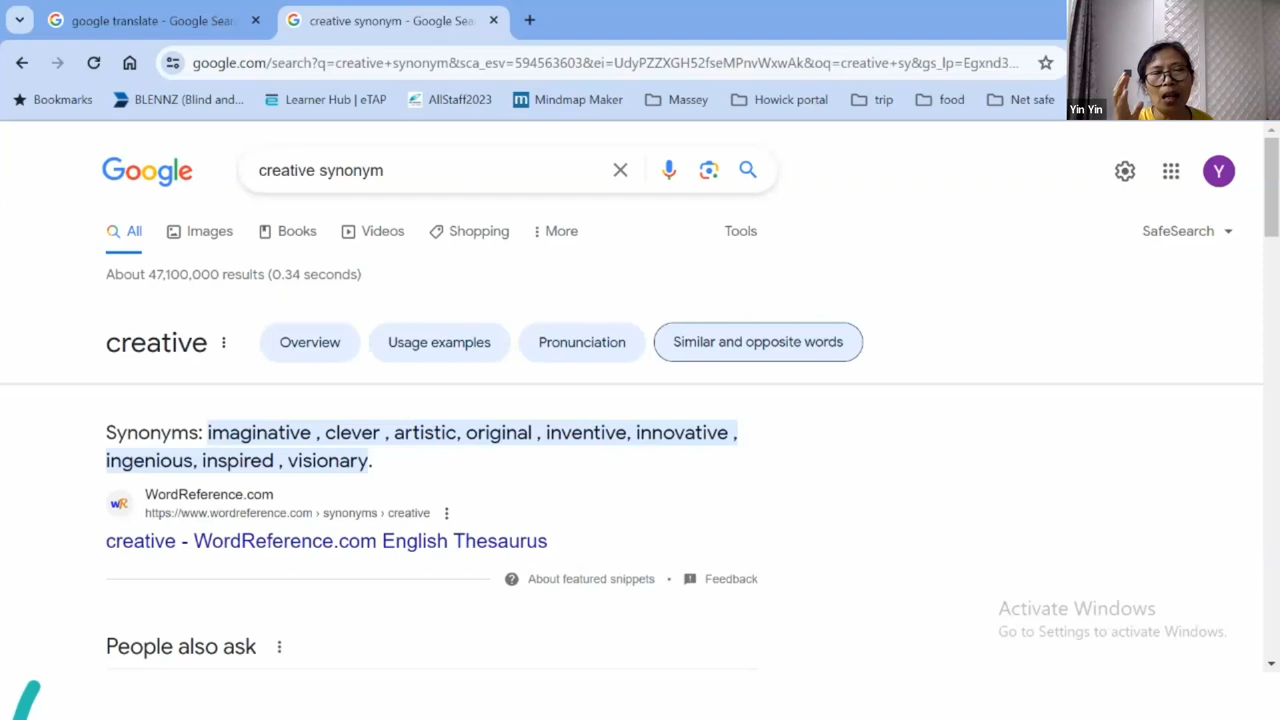 google translate - Google Sear
creative synonym - Google Sea
google.com/search?q=creative+synonym&sca_esv=594563603&ei=UdyPZZXGH52fseMPnvWxwAk&oq=creative+sy&gs_lp=Egxnd3...
Bookmarks BLENNZ (Blind and... Learner Hub | eTAP AllStaff2023 Mindmap Maker Massey Howick portal trip food Net safe
Yin Yin
Google creative synonym Y
All Images Books Videos Shopping More Tools SafeSearch
About 47,100,000 results (0.34 seconds)
creative Overview Usage examples Pronunciation Similar and opposite words
Synonyms: imaginative , clever , artistic, original , inventive, innovative ,
ingenious, inspired , visionary.
WordReference.com
https://www.wordreference.com › synonyms › creative
creative - WordReference.com English Thesaurus
About featured snippets • Feedback
Activate Windows
Go to Settings to activate Windows.
People also ask